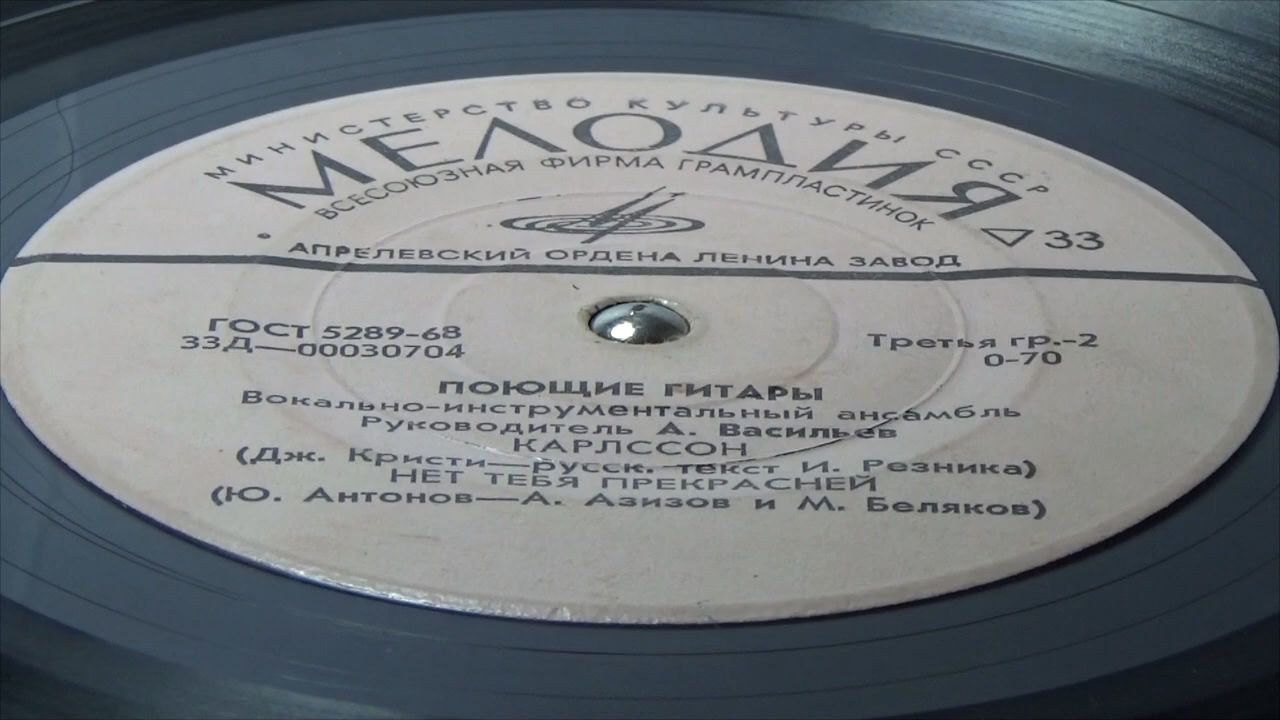 МИНИСТЕРСТВО КУЛЬТУРЫ СССР
МЕЛОДИЯ
ВСЕСОЮЗНАЯ ФИРМА ГРАМПЛАСТИНОК
33
АПРЕЛЕВСКИЙ ОРДЕНА ЛЕНИНА ЗАВОД
ГОСТ 5289-68
33Д—00030704
Третья гр.-2
0-70
ПОЮЩИЕ ГИТАРЫ
Вокально-инструментальный ансамбль
Руководитель А. Васильев
КАРЛССОН
(Дж. Кристи—русск. текст И. Резника)
НЕТ ТЕБЯ ПРЕКРАСНЕЙ
(Ю. Антонов—А. Азизов и М. Беляков)